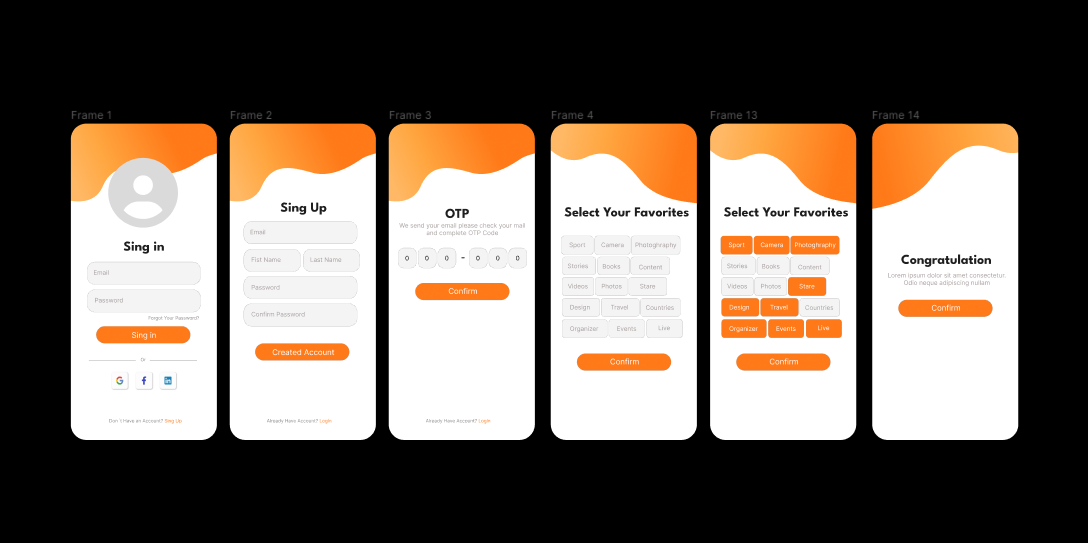 Frame 1
Sing in
Email
Password
Forgot Your Password?
Sing in
Or
G
f
in
Don`t Have an Account? Sing Up
Frame 2
Sing Up
Email
Fist Name
Last Name
Password
Confirm Password
Created Account
Already Have Account? Login
Frame 3
OTP
We send your email please check your mail
and complete OTP Code
0 0 0 - 0 0 0
Confirm
Already Have Account? Login
Frame 4
Select Your Favorites
Sport Camera Photoghraphy
Stories Books Content
Videos Photos Stare
Design Travel Countries
Organizer Events Live
Confirm
Frame 13
Select Your Favorites
Sport Camera Photoghraphy
Stories Books Content
Videos Photos Stare
Design Travel Countries
Organizer Events Live
Confirm
Frame 14
Congratulation
Lorem ipsum dolor sit amet consectetur.
Odio neque adipiscing nullam
Confirm